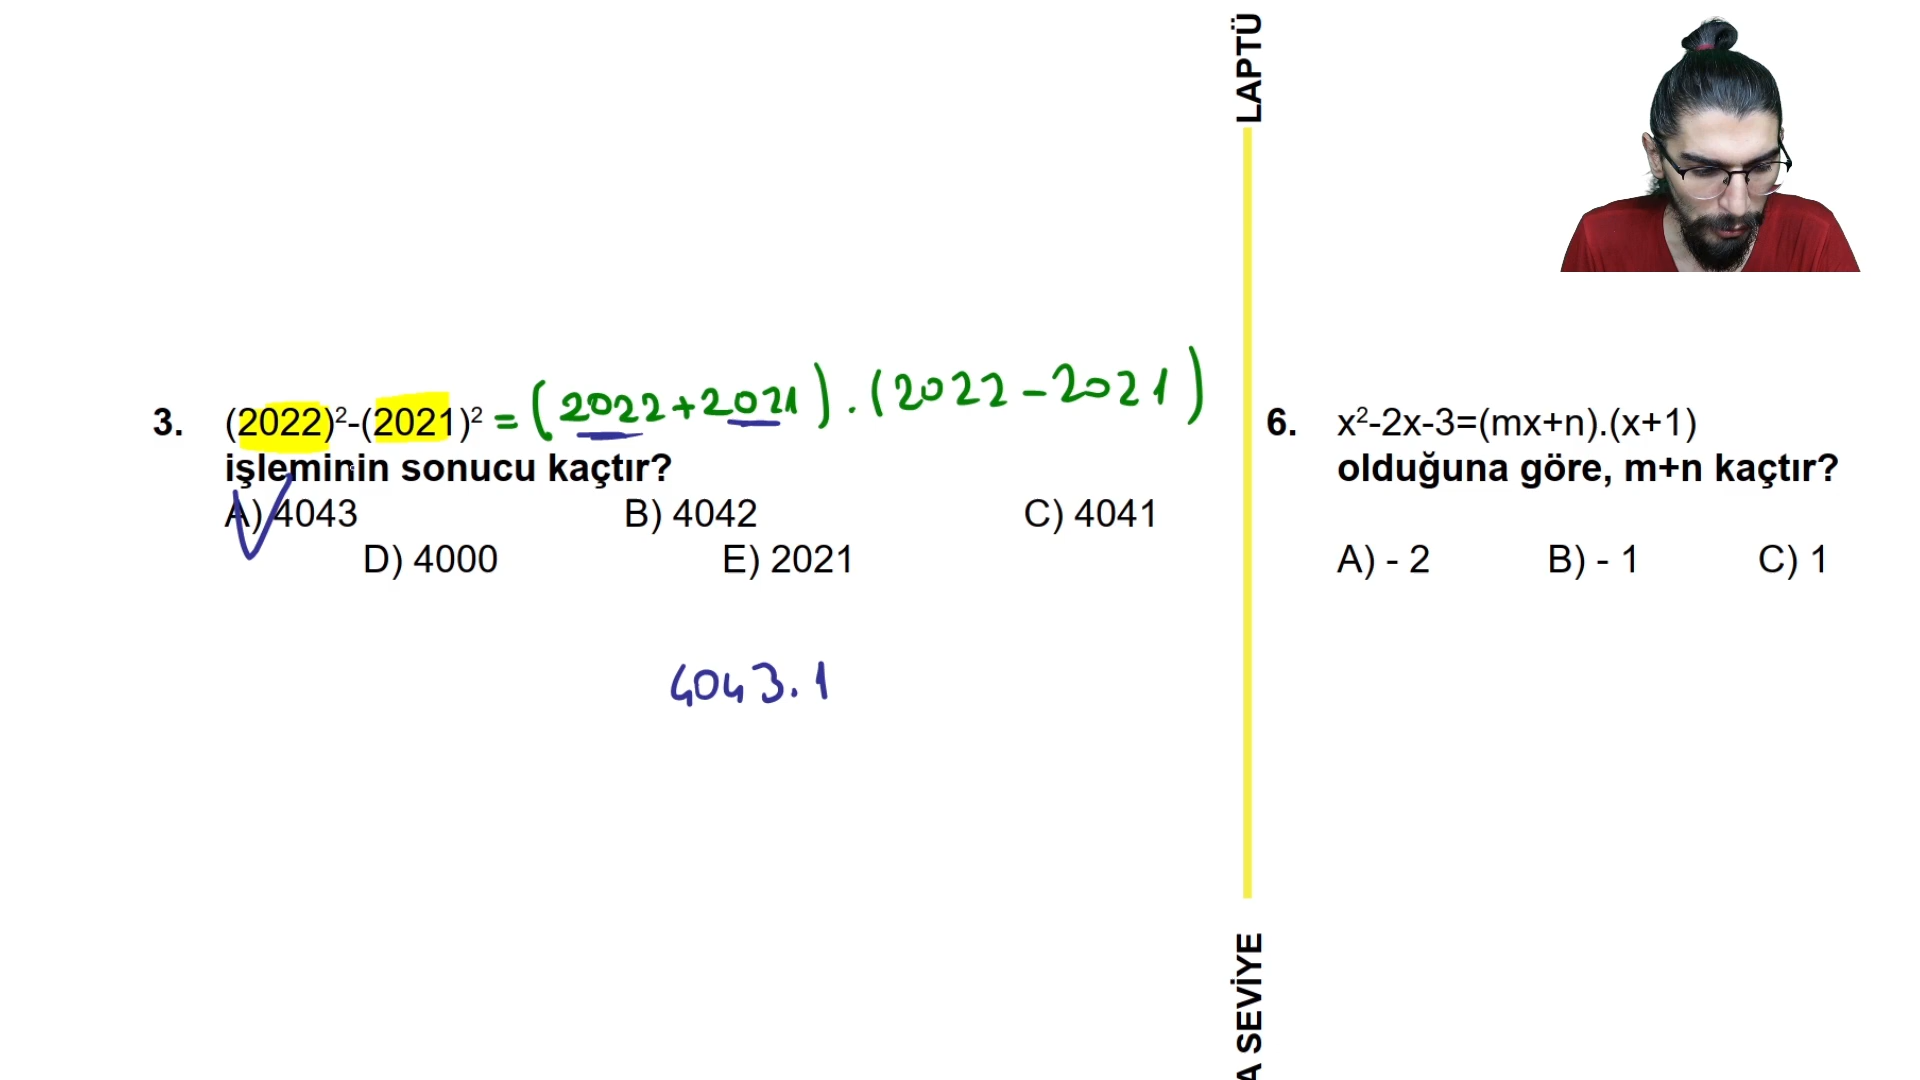 LAPTÜ
3. (2022)²-(2021)² = (2022+2021).(2022-2021)
işleminin sonucu kaçtır?
A) 4043 B) 4042 C) 4041
D) 4000 E) 2021
4043.1
6. x²-2x-3=(mx+n).(x+1)
olduğuna göre, m+n kaçtır?
A) - 2 B) - 1 C) 1
A SEVİYE